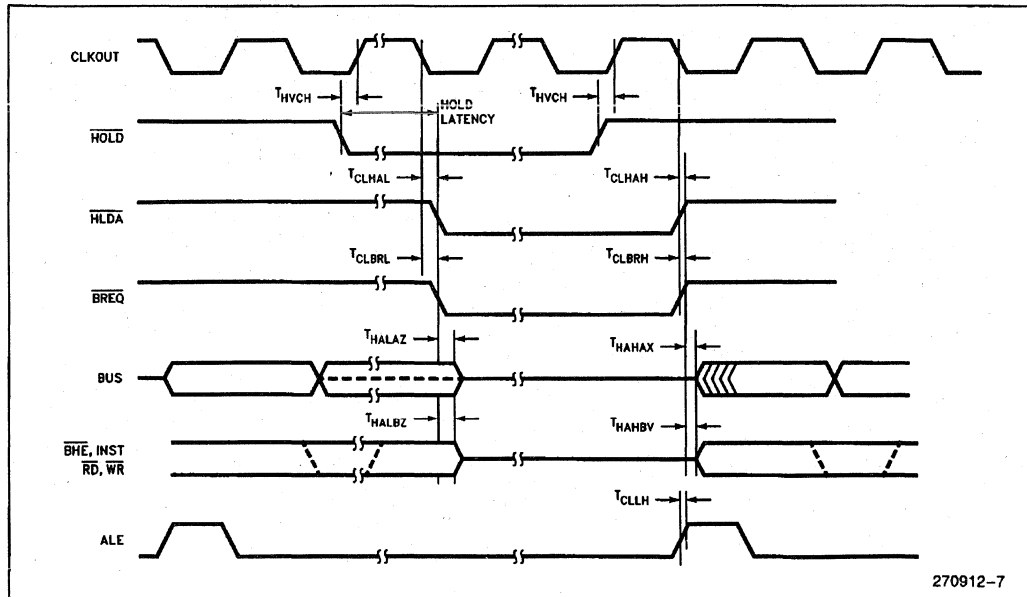 CLKOUT
THVCH
HOLD
LATENCY
THVCH
HOLD
TCLHAL
TCLHAH
HLDA
TCLBRL
TCLBRH
BREQ
THALAZ
THAHAX
BUS
THALBZ
THAHBV
BHE, INST
RD, WR
TCLLH
ALE
270912-7